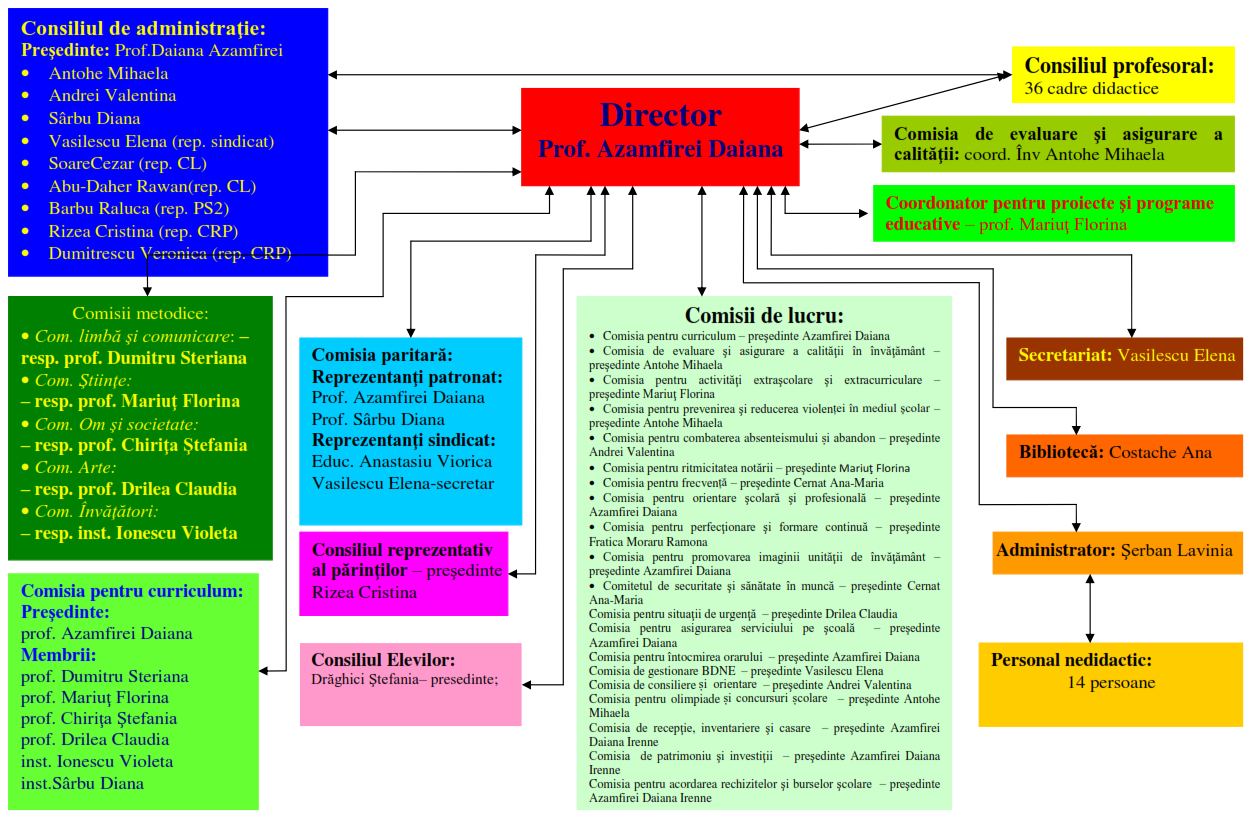 Consiliul de administraţie:
Preşedinte: Prof.Daiana Azamfirei
• Antohe Mihaela
• Andrei Valentina
• Sârbu Diana
• Vasilescu Elena (rep. sindicat)
• SoareCezar (rep. CL)
• Abu-Daher Rawan(rep. CL)
• Barbu Raluca (rep. PS2)
• Rizea Cristina (rep. CRP)
• Dumitrescu Veronica (rep. CRP)
Director
Prof. Azamfirei Daiana
Consiliul profesoral:
36 cadre didactice
Comisia de evaluare şi asigurare a
calităţii: coord. Înv Antohe Mihaela
Coordonator pentru proiecte și programe
educative – prof. Mariuţ Florina
Comisii metodice:
• Com. limbă şi comunicare: –
resp. prof. Dumitru Steriana
• Com. Ştiinţe:
– resp. prof. Mariuț Florina
• Com. Om şi societate:
– resp. prof. Chirița Ștefania
• Com. Arte:
– resp. prof. Drilea Claudia
• Com. Învăţători:
– resp. inst. Ionescu Violeta
Comisia pentru curriculum:
Preşedinte:
prof. Azamfirei Daiana
Membrii:
prof. Dumitru Steriana
prof. Mariuţ Florina
prof. Chiriţa Ştefania
prof. Drilea Claudia
inst. Ionescu Violeta
inst.Sârbu Diana
Comisia paritară:
Reprezentanţi patronat:
Prof. Azamfirei Daiana
Prof. Sârbu Diana
Reprezentanţi sindicat:
Educ. Anastasiu Viorica
Vasilescu Elena-secretar
Consiliul reprezentativ
al părinţilor – preşedinte
Rizea Cristina
Consiliul Elevilor:
Drăghici Ştefania– presedinte;
Comisii de lucru:
• Comisia pentru curriculum – preşedinte Azamfirei Daiana
• Comisia de evaluare şi asigurare a calităţii în învăţământ –
preşedinte Antohe Mihaela
• Comisia pentru activităţi extraşcolare şi extracurriculare –
preşedinte Mariuţ Florina
• Comisia pentru prevenirea și reducerea violenței în mediul școlar –
preşedinte Antohe Mihaela
• Comisia pentru combaterea absenteismului și abandon – preşedinte
Andrei Valentina
• Comisia pentru ritmicitatea notării – preşedinte Mariuţ Florina
• Comisia pentru frecvență – preşedinte Cernat Ana-Maria
• Comisia pentru orientare şcolară şi profesională – preşedinte
Azamfirei Daiana
• Comisia pentru perfecţionare şi formare continuă – preşedinte
Fratica Moraru Ramona
• Comisia pentru promovarea imaginii unităţii de învăţământ –
preşedinte Azamfirei Daiana
• Comitetul de securitate şi sănătate în muncă – preşedinte Cernat
Ana-Maria
Comisia pentru situaţii de urgenţă – preşedinte Drilea Claudia
Comisia pentru asigurarea serviciului pe şcoală – preşedinte
Azamfirei Daiana
Comisia pentru întocmirea orarului – preşedinte Azamfirei Daiana
Comisia de gestionare BDNE – preşedinte Vasilescu Elena
Comisia de consiliere și orientare – preşedinte Andrei Valentina
Comisia pentru olimpiade și concursuri școlare – preşedinte Antohe
Mihaela
Comisia de recepţie, inventariere şi casare – preşedinte Azamfirei
Daiana Irenne
Comisia de patrimoniu şi investiţii – preşedinte Azamfirei Daiana
Irenne
Comisia pentru acordarea rechizitelor și burselor școlare – preşedinte
Azamfirei Daiana Irenne
Secretariat: Vasilescu Elena
Bibliotecă: Costache Ana
Administrator: Şerban Lavinia
Personal nedidactic:
14 persoane